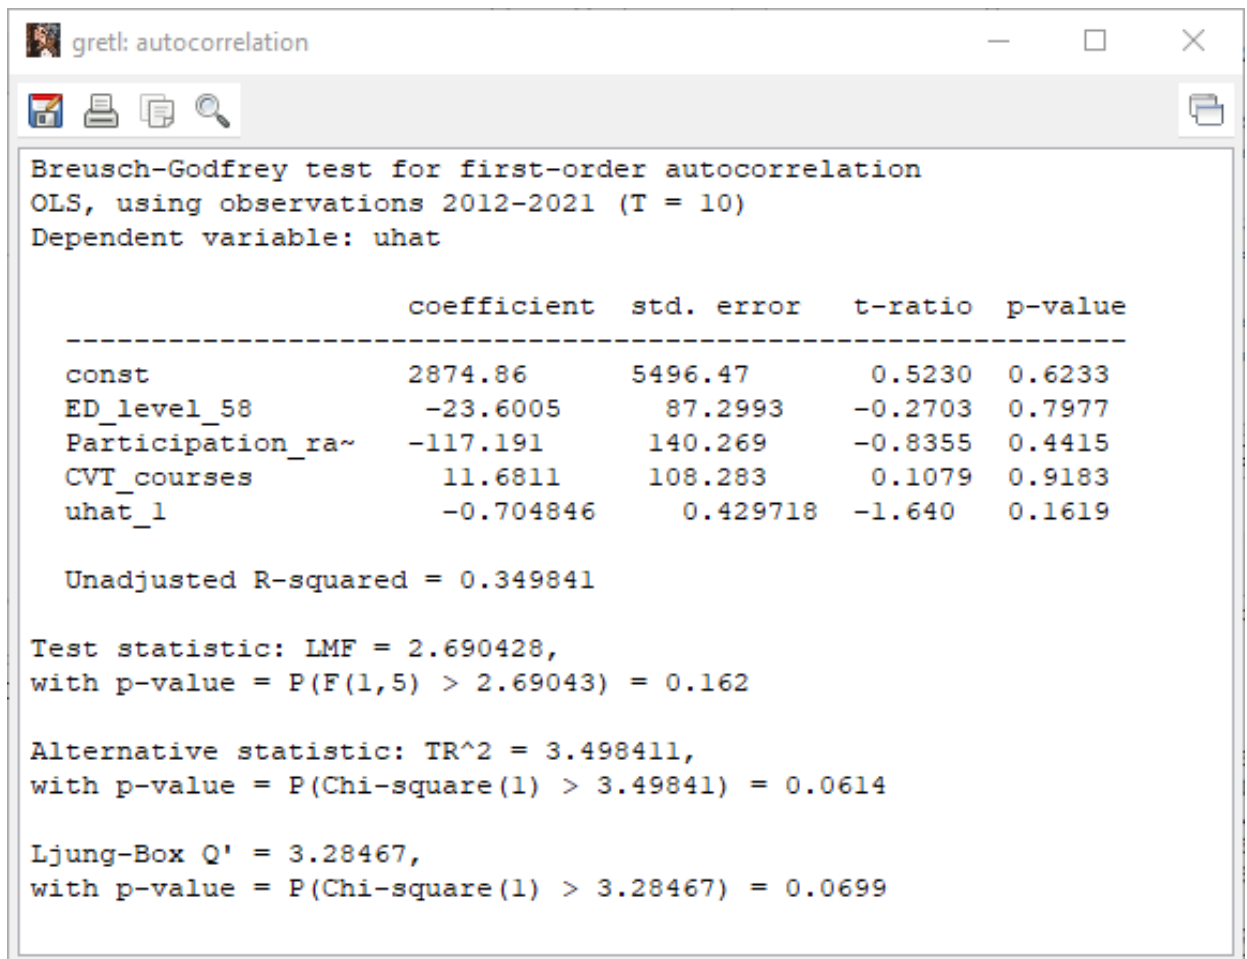 gretl: autocorrelation
Breusch-Godfrey test for first-order autocorrelation
OLS, using observations 2012-2021 (T = 10)
Dependent variable: uhat
coefficient std. error t-ratio p-value
---------------------------------------------------------------
const 2874.86 5496.47 0.5230 0.6233
ED_level_58 -23.6005 87.2993 -0.2703 0.7977
Participation_ra~ -117.191 140.269 -0.8355 0.4415
CVT_courses 11.6811 108.283 0.1079 0.9183
uhat_1 -0.704846 0.429718 -1.640 0.1619
Unadjusted R-squared = 0.349841
Test statistic: LMF = 2.690428,
with p-value = P(F(1,5) > 2.69043) = 0.162
Alternative statistic: TR^2 = 3.498411,
with p-value = P(Chi-square(1) > 3.49841) = 0.0614
Ljung-Box Q' = 3.28467,
with p-value = P(Chi-square(1) > 3.28467) = 0.0699